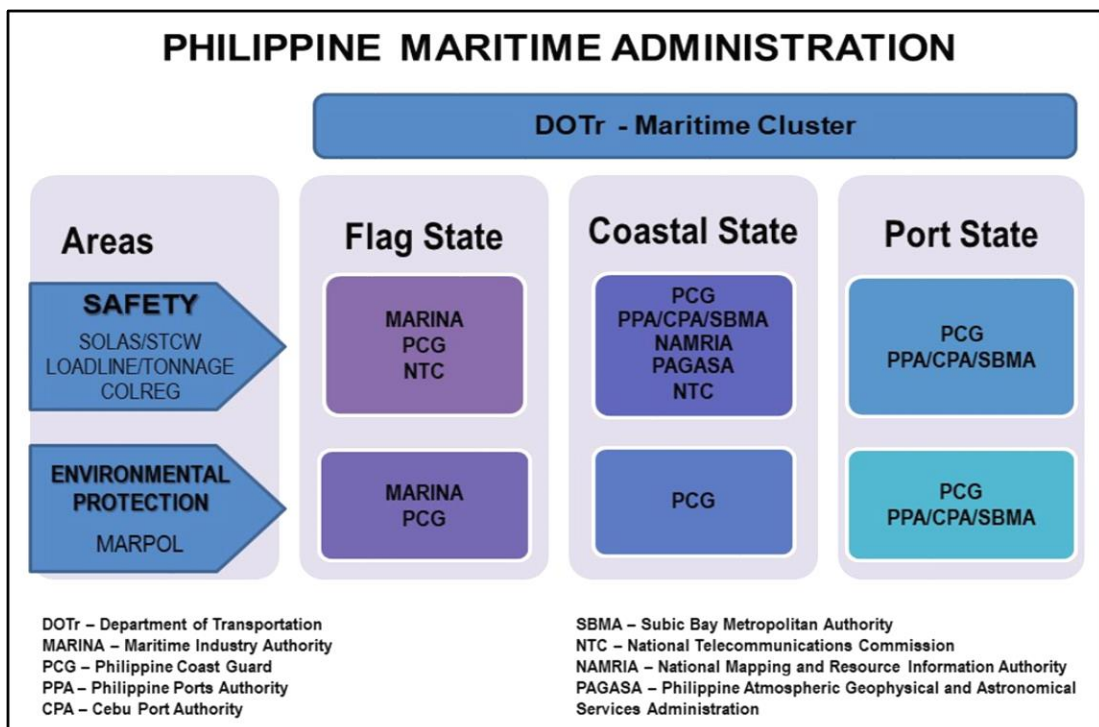 PHILIPPINE MARITIME ADMINISTRATION
DOTr - Maritime Cluster
Areas
Flag State
Coastal State
Port State
SAFETY
SOLAS/STCW
LOADLINE/TONNAGE
COLREG
MARINA
PCG
NTC
PCG
PPA/CPA/SBMA
NAMRIA
PAGASA
NTC
PCG
PPA/CPA/SBMA
ENVIRONMENTAL
PROTECTION
MARPOL
MARINA
PCG
PCG
PCG
PPA/CPA/SBMA
DOTr – Department of Transportation
MARINA – Maritime Industry Authority
PCG – Philippine Coast Guard
PPA – Philippine Ports Authority
CPA – Cebu Port Authority
SBMA – Subic Bay Metropolitan Authority
NTC – National Telecommunications Commission
NAMRIA – National Mapping and Resource Information Authority
PAGASA – Philippine Atmospheric Geophysical and Astronomical
Services Administration